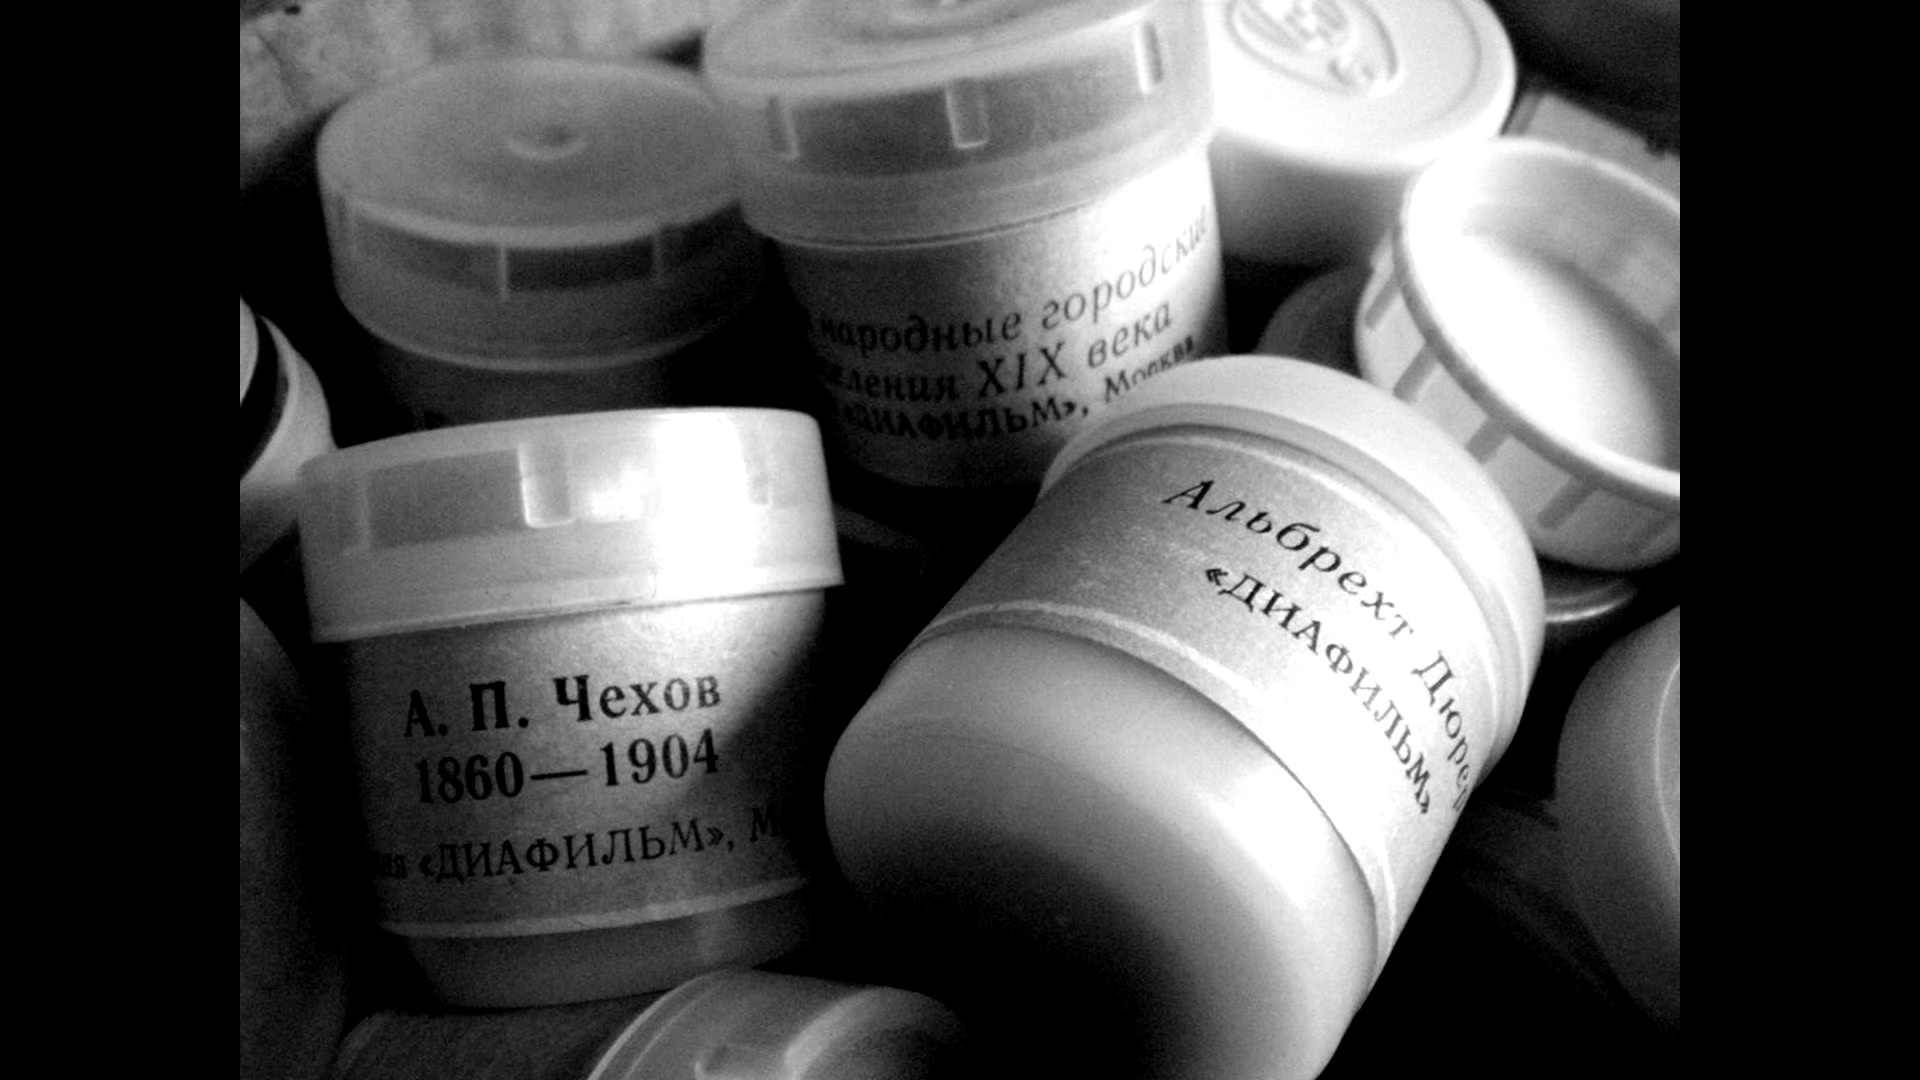 народные городские
XIX века
«ДИАФИЛЬМ», Москва
А. П. Чехов
1860—1904
«ДИАФИЛЬМ»,
Альбрехт Дюрер
«ДИАФИЛЬМ»